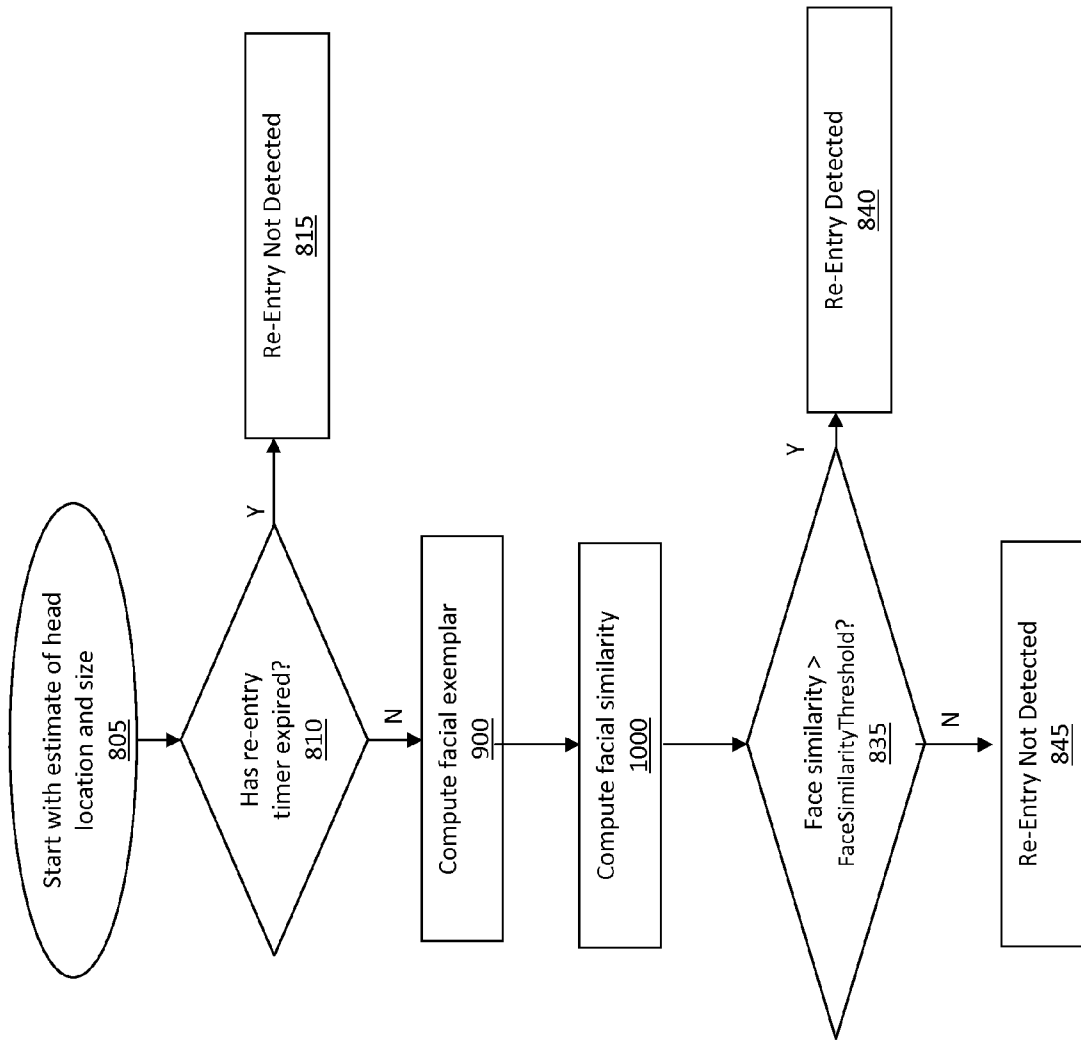 Start with estimate of head
location and size
805
Has re-entry
timer expired?
810
Y
Re-Entry Not Detected
815
N
Compute facial exemplar
900
Compute facial similarity
1000
Face similarity >
FaceSimilarityThreshold?
835
Y
Re-Entry Detected
840
N
Re-Entry Not Detected
845